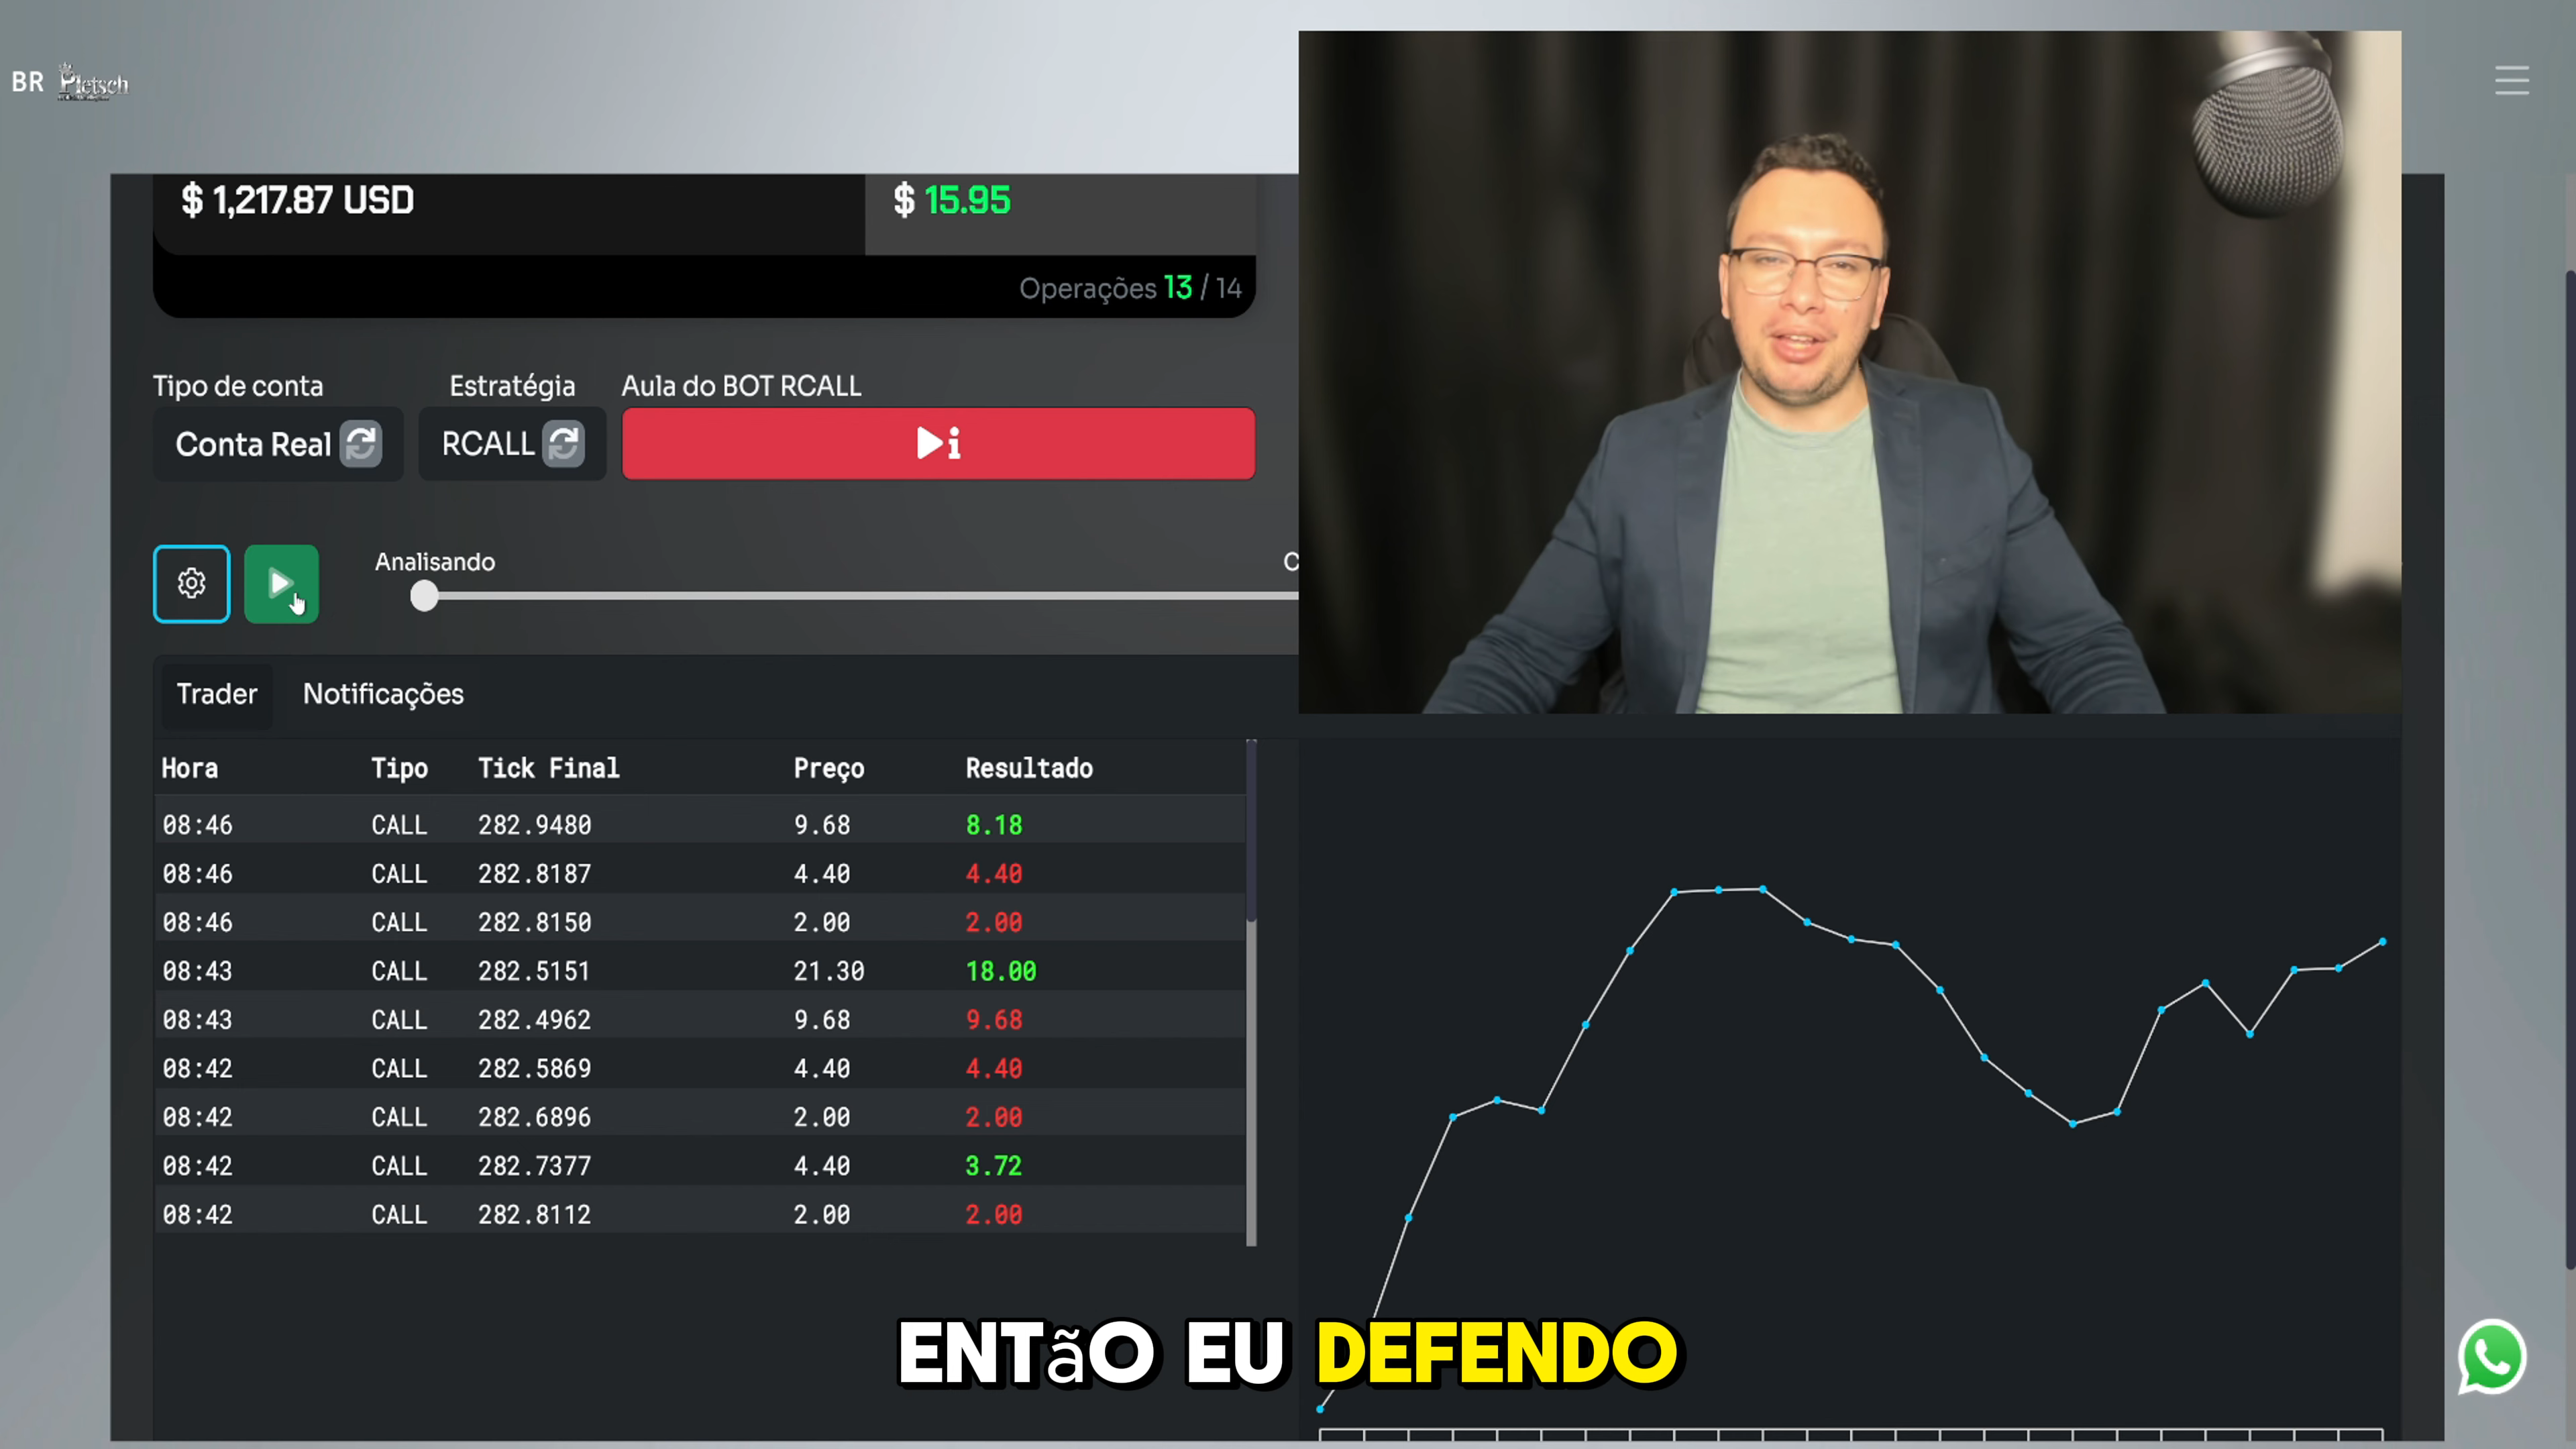 BR Pletsch
$ 1,217.87 USD
$ 15.95
Operações 13 / 14
Tipo de conta
Estratégia
Aula do BOT RCALL
Conta Real
RCALL
Analisando
Trader
Notificações
Hora Tipo Tick Final Preço Resultado
08:46 CALL 282.9480 9.68 8.18
08:46 CALL 282.8187 4.40 4.40
08:46 CALL 282.8150 2.00 2.00
08:43 CALL 282.5151 21.30 18.00
08:43 CALL 282.4962 9.68 9.68
08:42 CALL 282.5869 4.40 4.40
08:42 CALL 282.6896 2.00 2.00
08:42 CALL 282.7377 4.40 3.72
08:42 CALL 282.8112 2.00 2.00
ENTãO EU DEFENDO